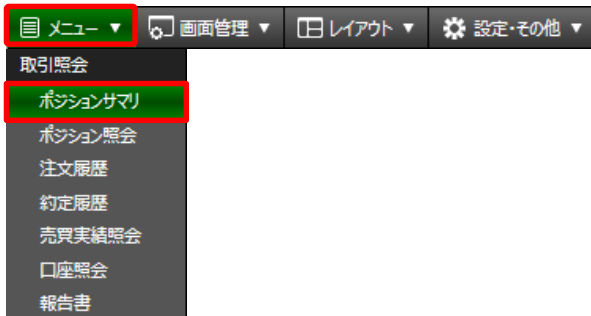 メニュー ▼ 画面管理 ▼ レイアウト ▼ 設定・その他 ▼
取引照会
ポジションサマリ
ポジション照会
注文履歴
約定履歴
売買実績照会
口座照会
報告書